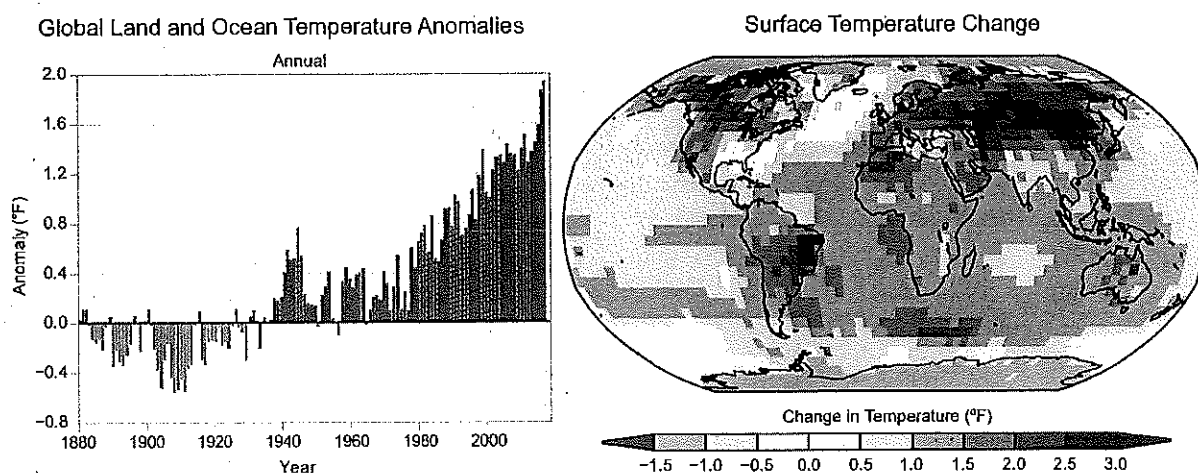 Global Land and Ocean Temperature Anomalies
Annual
2.0
1.6
1.2
0.8
0.4
0.0
−0.4
−0.8
Anomaly (ºF)
1880 1900 1920 1940 1960 1980 2000
Year
Surface Temperature Change
Change in Temperature (ºF)
−1.5 −1.0 −0.5 0.0 0.5 1.0 1.5 2.0 2.5 3.0